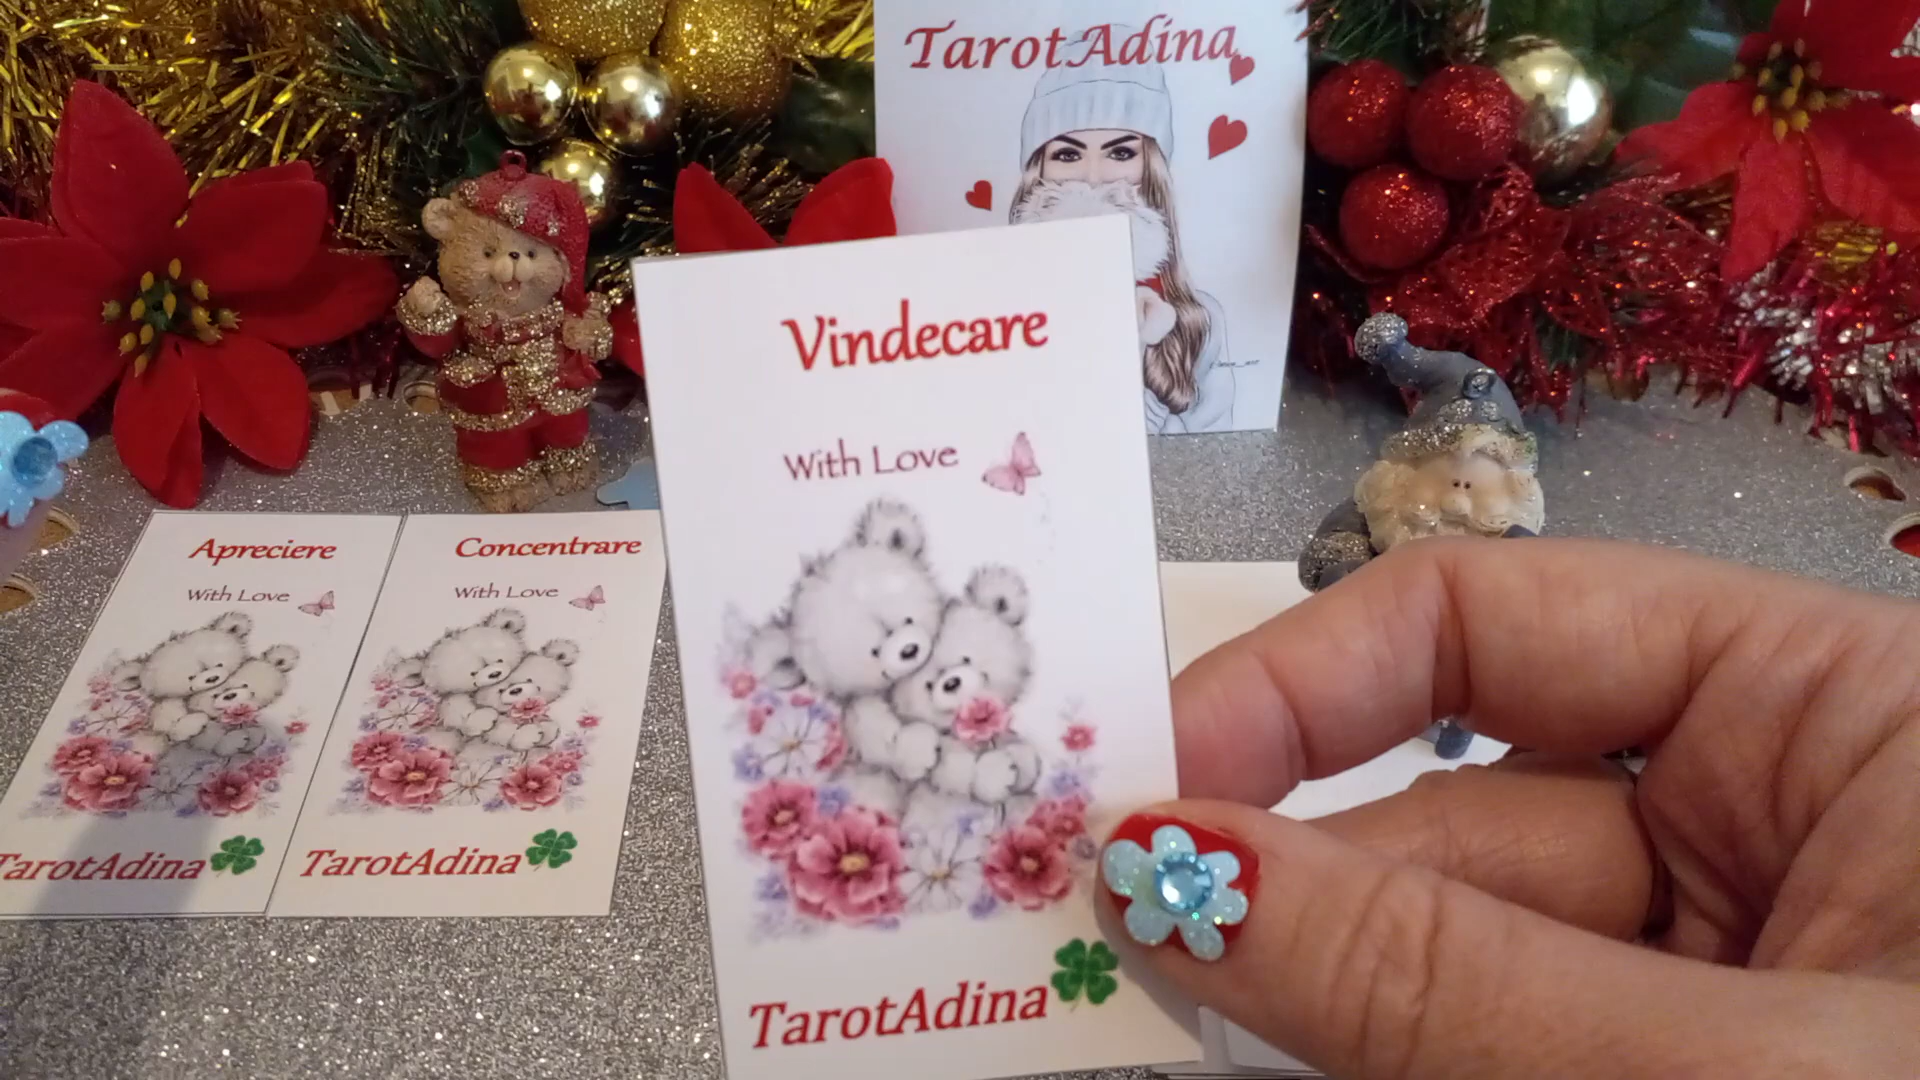 TarotAdina
Vindecare
With Love
TarotAdina
Apreciere
With Love
TarotAdina
Concentrare
With Love
TarotAdina